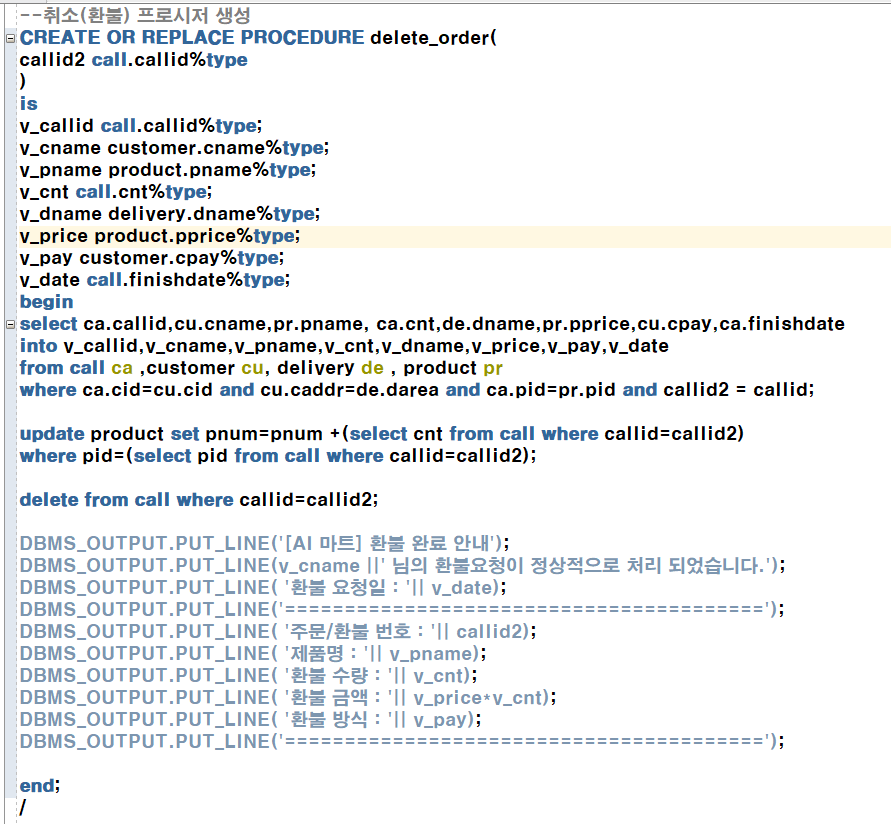 --취소(환불) 프로시저 생성
CREATE OR REPLACE PROCEDURE delete_order(
callid2 call.callid%type
)
is
v_callid call.callid%type;
v_cname customer.cname%type;
v_pname product.pname%type;
v_cnt call.cnt%type;
v_dname delivery.dname%type;
v_price product.pprice%type;
v_pay customer.cpay%type;
v_date call.finishdate%type;
begin
select ca.callid,cu.cname,pr.pname, ca.cnt,de.dname,pr.pprice,cu.cpay,ca.finishdate
into v_callid,v_cname,v_pname,v_cnt,v_dname,v_price,v_pay,v_date
from call ca ,customer cu, delivery de , product pr
where ca.cid=cu.cid and cu.caddr=de.darea and ca.pid=pr.pid and callid2 = callid;
update product set pnum=pnum +(select cnt from call where callid=callid2)
where pid=(select pid from call where callid=callid2);
delete from call where callid=callid2;
DBMS_OUTPUT.PUT_LINE('[AI 마트] 환불 완료 안내');
DBMS_OUTPUT.PUT_LINE(v_cname ||' 님의 환불요청이 정상적으로 처리 되었습니다.');
DBMS_OUTPUT.PUT_LINE( '환불 요청일 : '|| v_date);
DBMS_OUTPUT.PUT_LINE('========================================');
DBMS_OUTPUT.PUT_LINE( '주문/환불 번호 : '|| callid2);
DBMS_OUTPUT.PUT_LINE( '제품명 : '|| v_pname);
DBMS_OUTPUT.PUT_LINE( '환불 수량 : '|| v_cnt);
DBMS_OUTPUT.PUT_LINE( '환불 금액 : '|| v_price*v_cnt);
DBMS_OUTPUT.PUT_LINE( '환불 방식 : '|| v_pay);
DBMS_OUTPUT.PUT_LINE('========================================');
end;
/